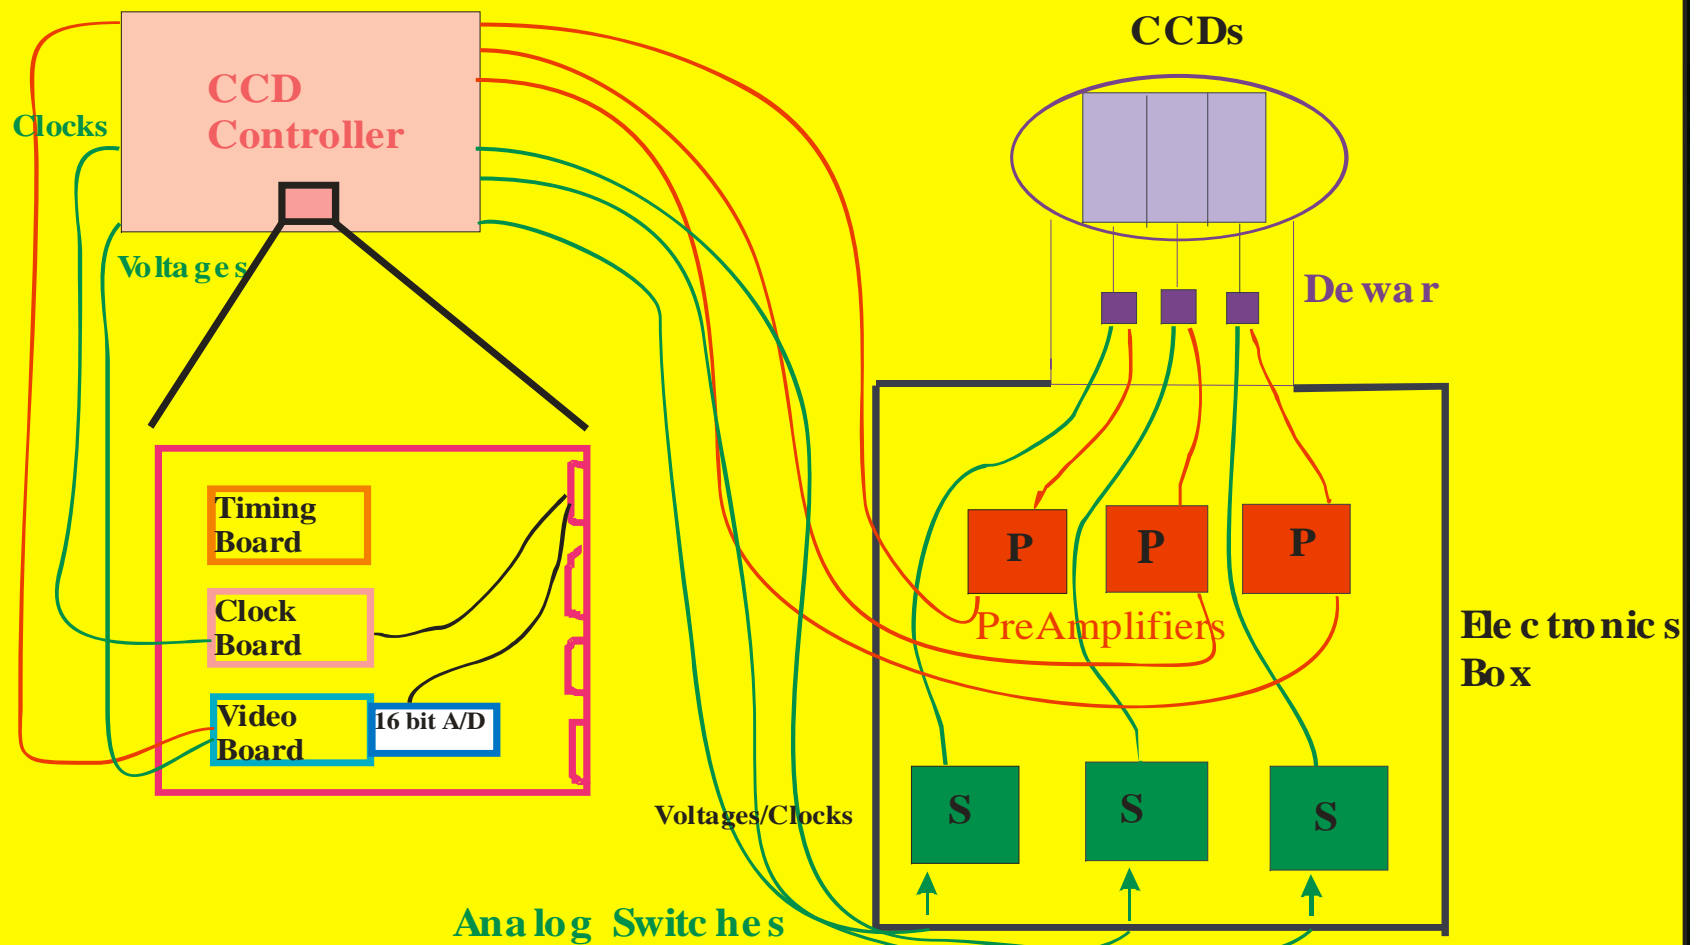 CCDs
CCD
Controller
Clocks
Voltages
Dewar
Timing
Board
P
P
P
Clock
Board
PreAmplifiers
Electronics
Box
Video
Board
16 bit A/D
Voltages/Clocks
S
S
S
Analog Switches